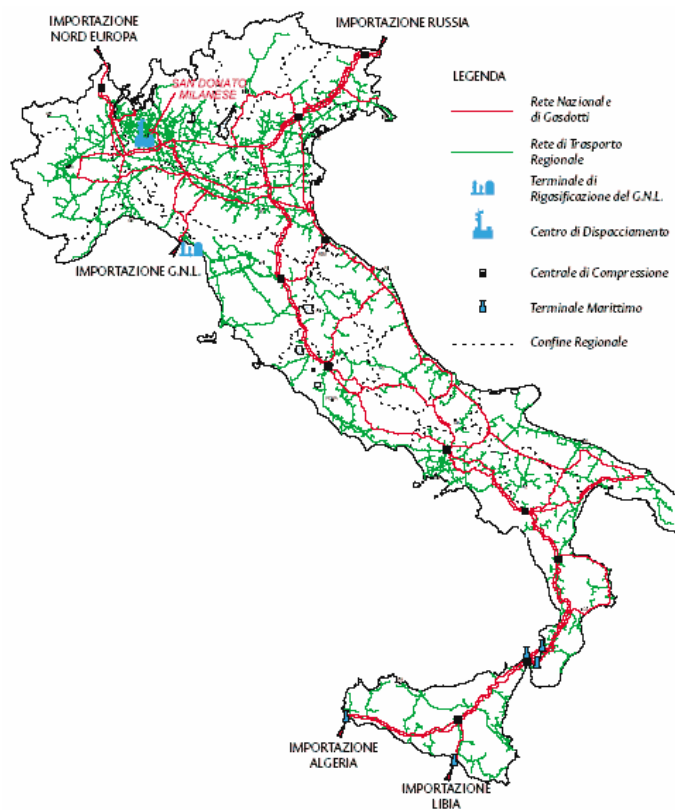 IMPORTAZIONE
NORD EUROPA
IMPORTAZIONE RUSSIA
SAN DONATO
MILANESE
LEGENDA
Rete Nazionale
di Gasdotti
Rete di Trasporto
Regionale
Terminale di
Rigasificazione del G.N.L.
Centro di Dispacciamento
Centrale di Compressione
Terminale Marittimo
Confine Regionale
IMPORTAZIONE G.N.L.
IMPORTAZIONE
ALGERIA
IMPORTAZIONE
LIBIA